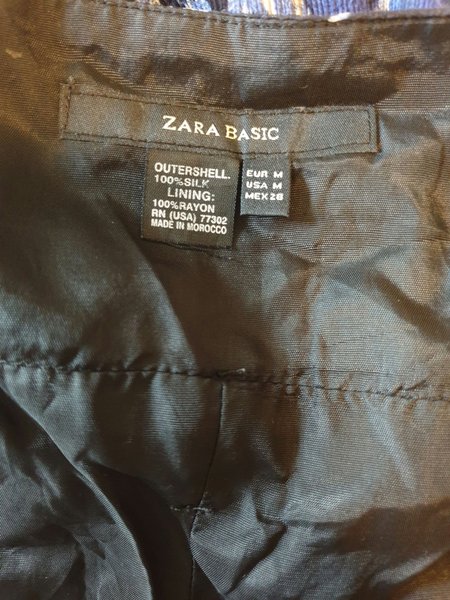 ZARA BASIC
OUTERSHELL.
100%SILK
LINING:
100%RAYON
RN (USA) 77302
MADE IN MOROCCO
EUR M
USA M
MEX 28